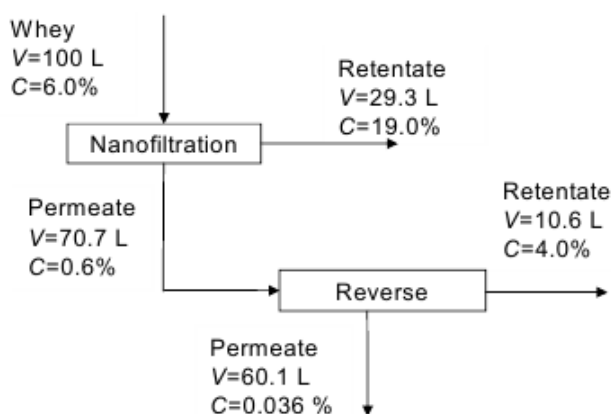 Whey
V=100 L
C=6.0%
Retentate
V=29.3 L
C=19.0%
Nanofiltration
Permeate
V=70.7 L
C=0.6%
Retentate
V=10.6 L
C=4.0%
Reverse
Permeate
V=60.1 L
C=0.036 %